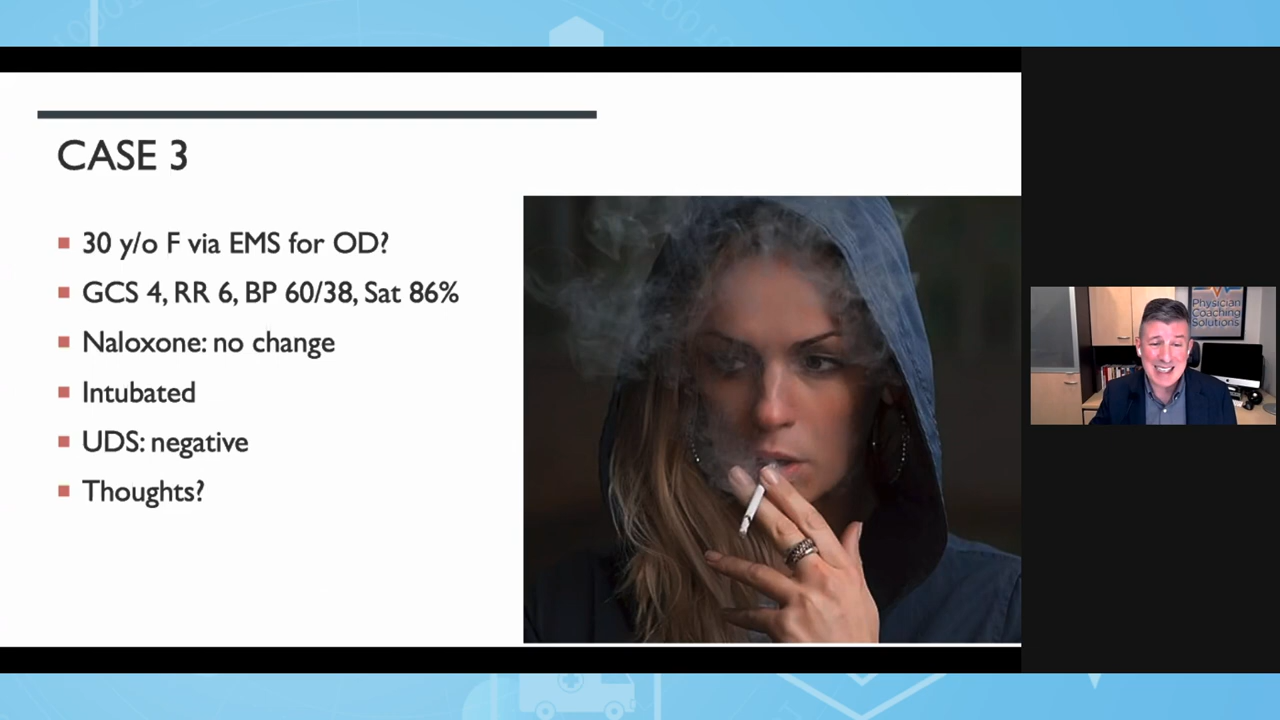 CASE 3
30 y/o F via EMS for OD?
GCS 4, RR 6, BP 60/38, Sat 86%
Naloxone: no change
Intubated
UDS: negative
Thoughts?
Physician
Coaching
Solutions